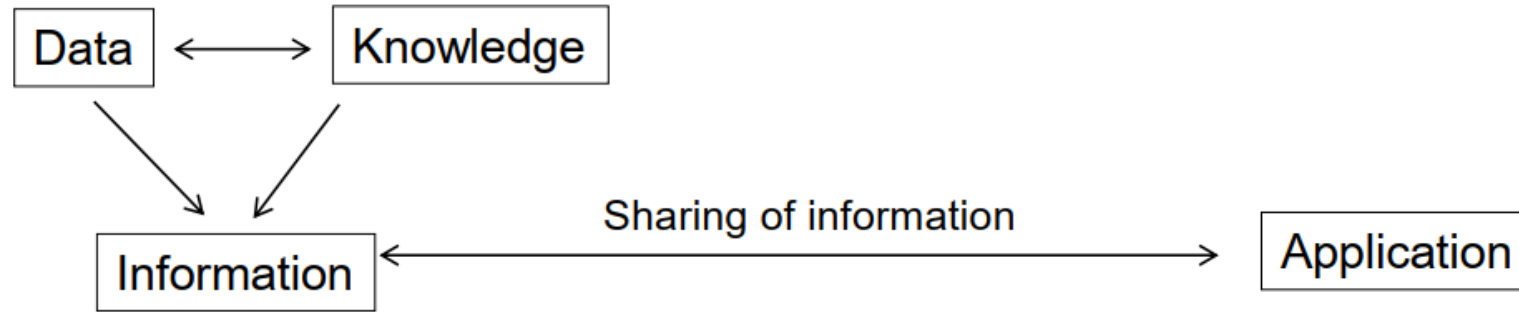 Data
Knowledge
Sharing of information
Information
Application